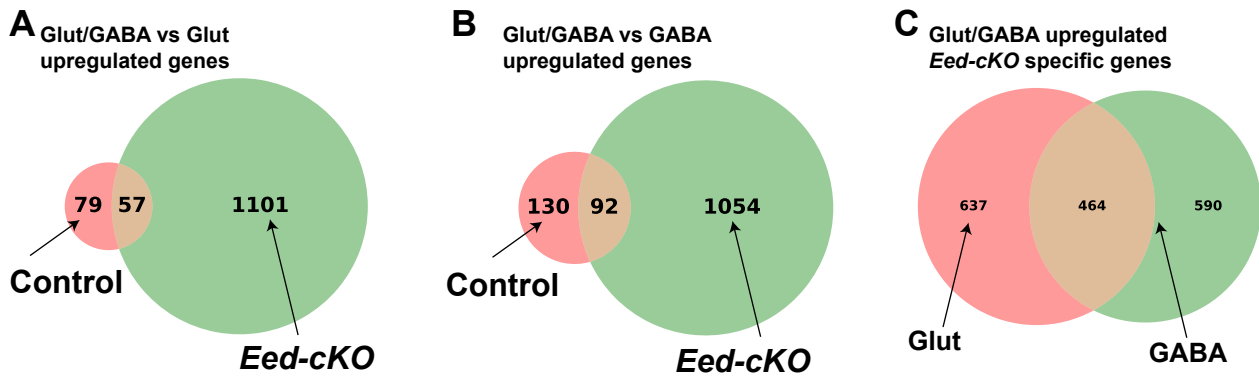 A
Glut/GABA vs Glut
upregulated genes
79
57
1101
Control
Eed-cKO
B
Glut/GABA vs GABA
upregulated genes
130
92
1054
Control
Eed-cKO
C
Glut/GABA upregulated
Eed-cKO specific genes
637
464
590
Glut
GABA